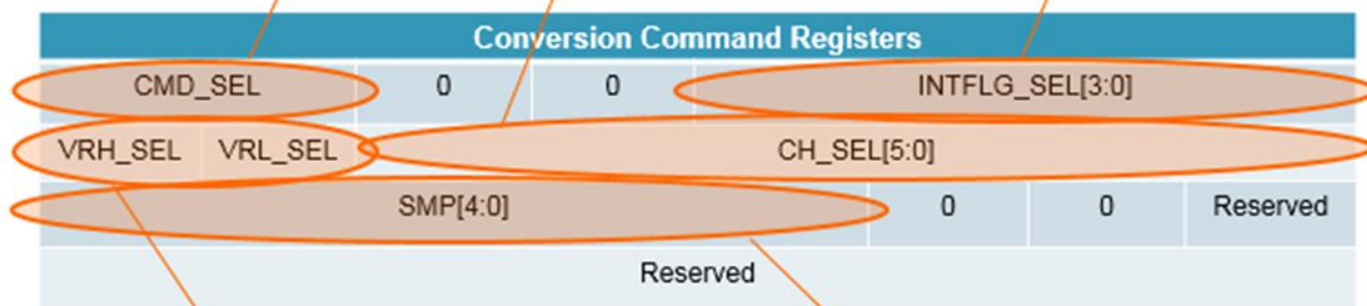 Conversion Command Registers
CMD_SEL 0 0 INTFLG_SEL[3:0]
VRH_SEL VRL_SEL CH_SEL[5:0]
SMP[4:0] 0 0 Reserved
Reserved